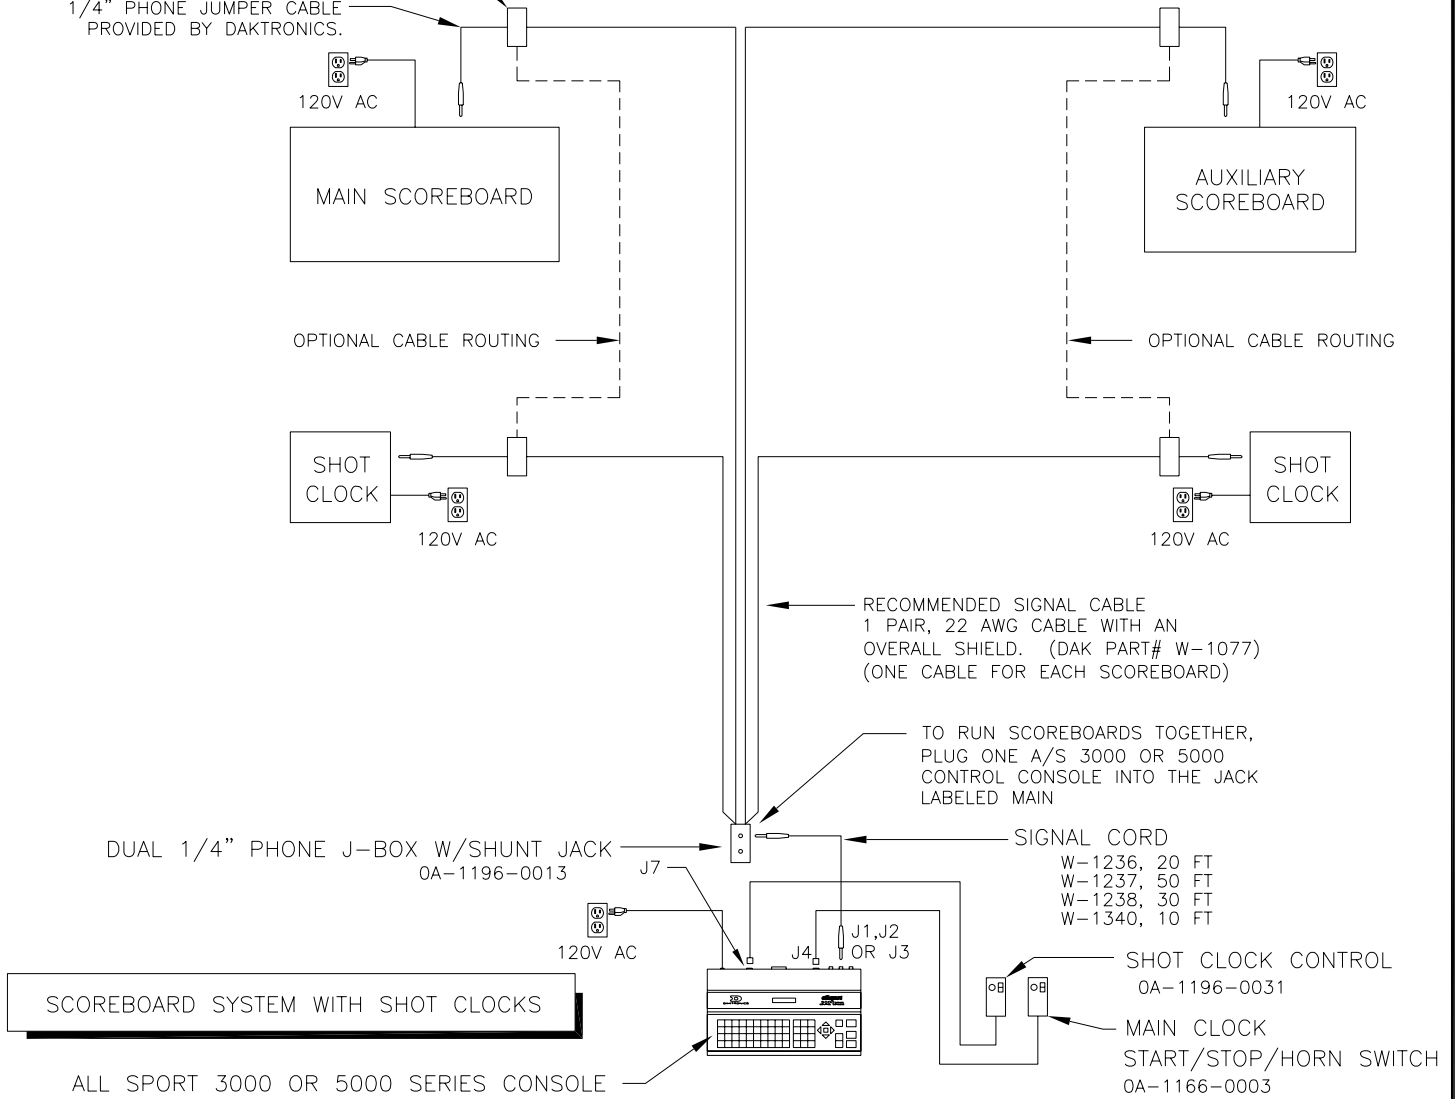 1/4" PHONE JUMPER CABLE
PROVIDED BY DAKTRONICS.
120V AC
120V AC
MAIN SCOREBOARD
AUXILIARY
SCOREBOARD
OPTIONAL CABLE ROUTING
OPTIONAL CABLE ROUTING
SHOT
CLOCK
120V AC
SHOT
CLOCK
120V AC
RECOMMENDED SIGNAL CABLE
1 PAIR, 22 AWG CABLE WITH AN
OVERALL SHIELD. (DAK PART# W-1077)
(ONE CABLE FOR EACH SCOREBOARD)
TO RUN SCOREBOARDS TOGETHER,
PLUG ONE A/S 3000 OR 5000
CONTROL CONSOLE INTO THE JACK
LABELED MAIN
DUAL 1/4" PHONE J-BOX W/SHUNT JACK
0A-1196-0013
J7
SIGNAL CORD
W-1236, 20 FT
W-1237, 50 FT
W-1238, 30 FT
W-1340, 10 FT
120V AC
J4
J1,J2
OR J3
SHOT CLOCK CONTROL
0A-1196-0031
MAIN CLOCK
START/STOP/HORN SWITCH
0A-1166-0003
SCOREBOARD SYSTEM WITH SHOT CLOCKS
DAKTRONICS
ALL SPORT 3000 OR 5000 SERIES CONSOLE